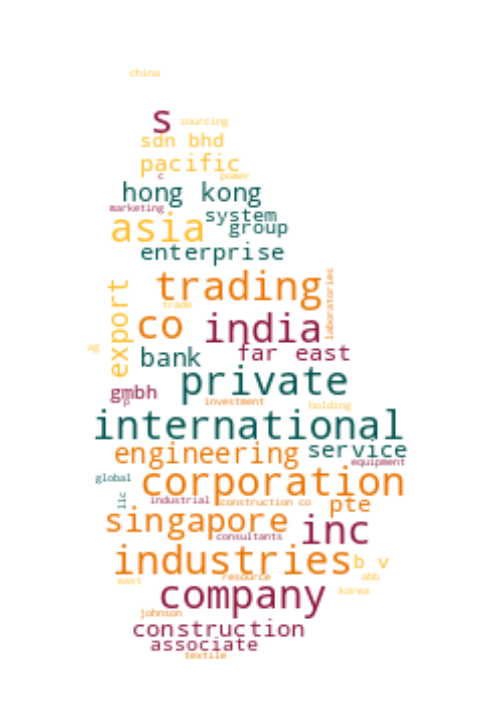 china
s sourcing
sdn bhd
pacific
c power
hong kong
marketing system
asia group
enterprise
export trading laboratories
trade
co india
ag bank far east
private
gmbh
p investment holding
international
engineering service
equipment
global corporation
llc industrial construction co pte
singapore inc
consultants
industries b v
east resource abb
company korea
johnson
construction
associate
textile